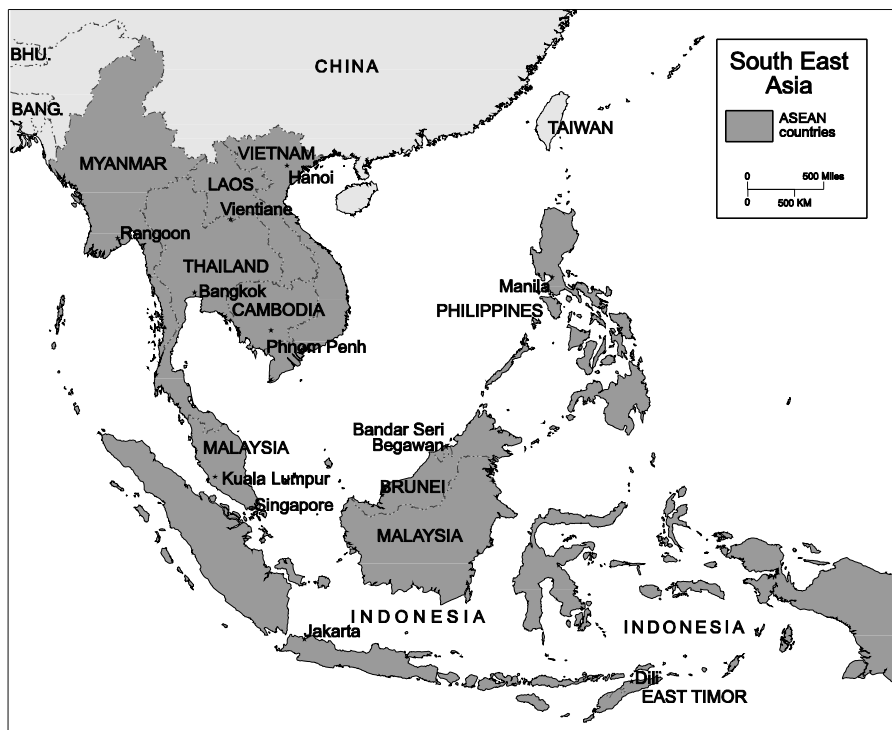 BHU.
CHINA
South East
Asia
ASEAN
countries
0 500 Miles
0 500 KM
BANG.
TAIWAN
MYANMAR
VIETNAM
Hanoi
LAOS
Vientiane
Rangoon
THAILAND
Bangkok
CAMBODIA
Phnom Penh
Manila
PHILIPPINES
Bandar Seri
Begawan
MALAYSIA
Kuala Lumpur
BRUNEI
Singapore
MALAYSIA
INDONESIA
INDONESIA
Jakarta
Dili
EAST TIMOR